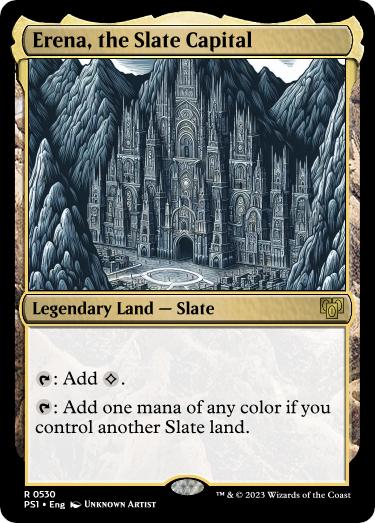 Erena, the Slate Capital
Legendary Land — Slate
: Add .
: Add one mana of any color if you
control another Slate land.
R 0530
PS1 • Eng Unknown Artist
™ & © 2023 Wizards of the Coast